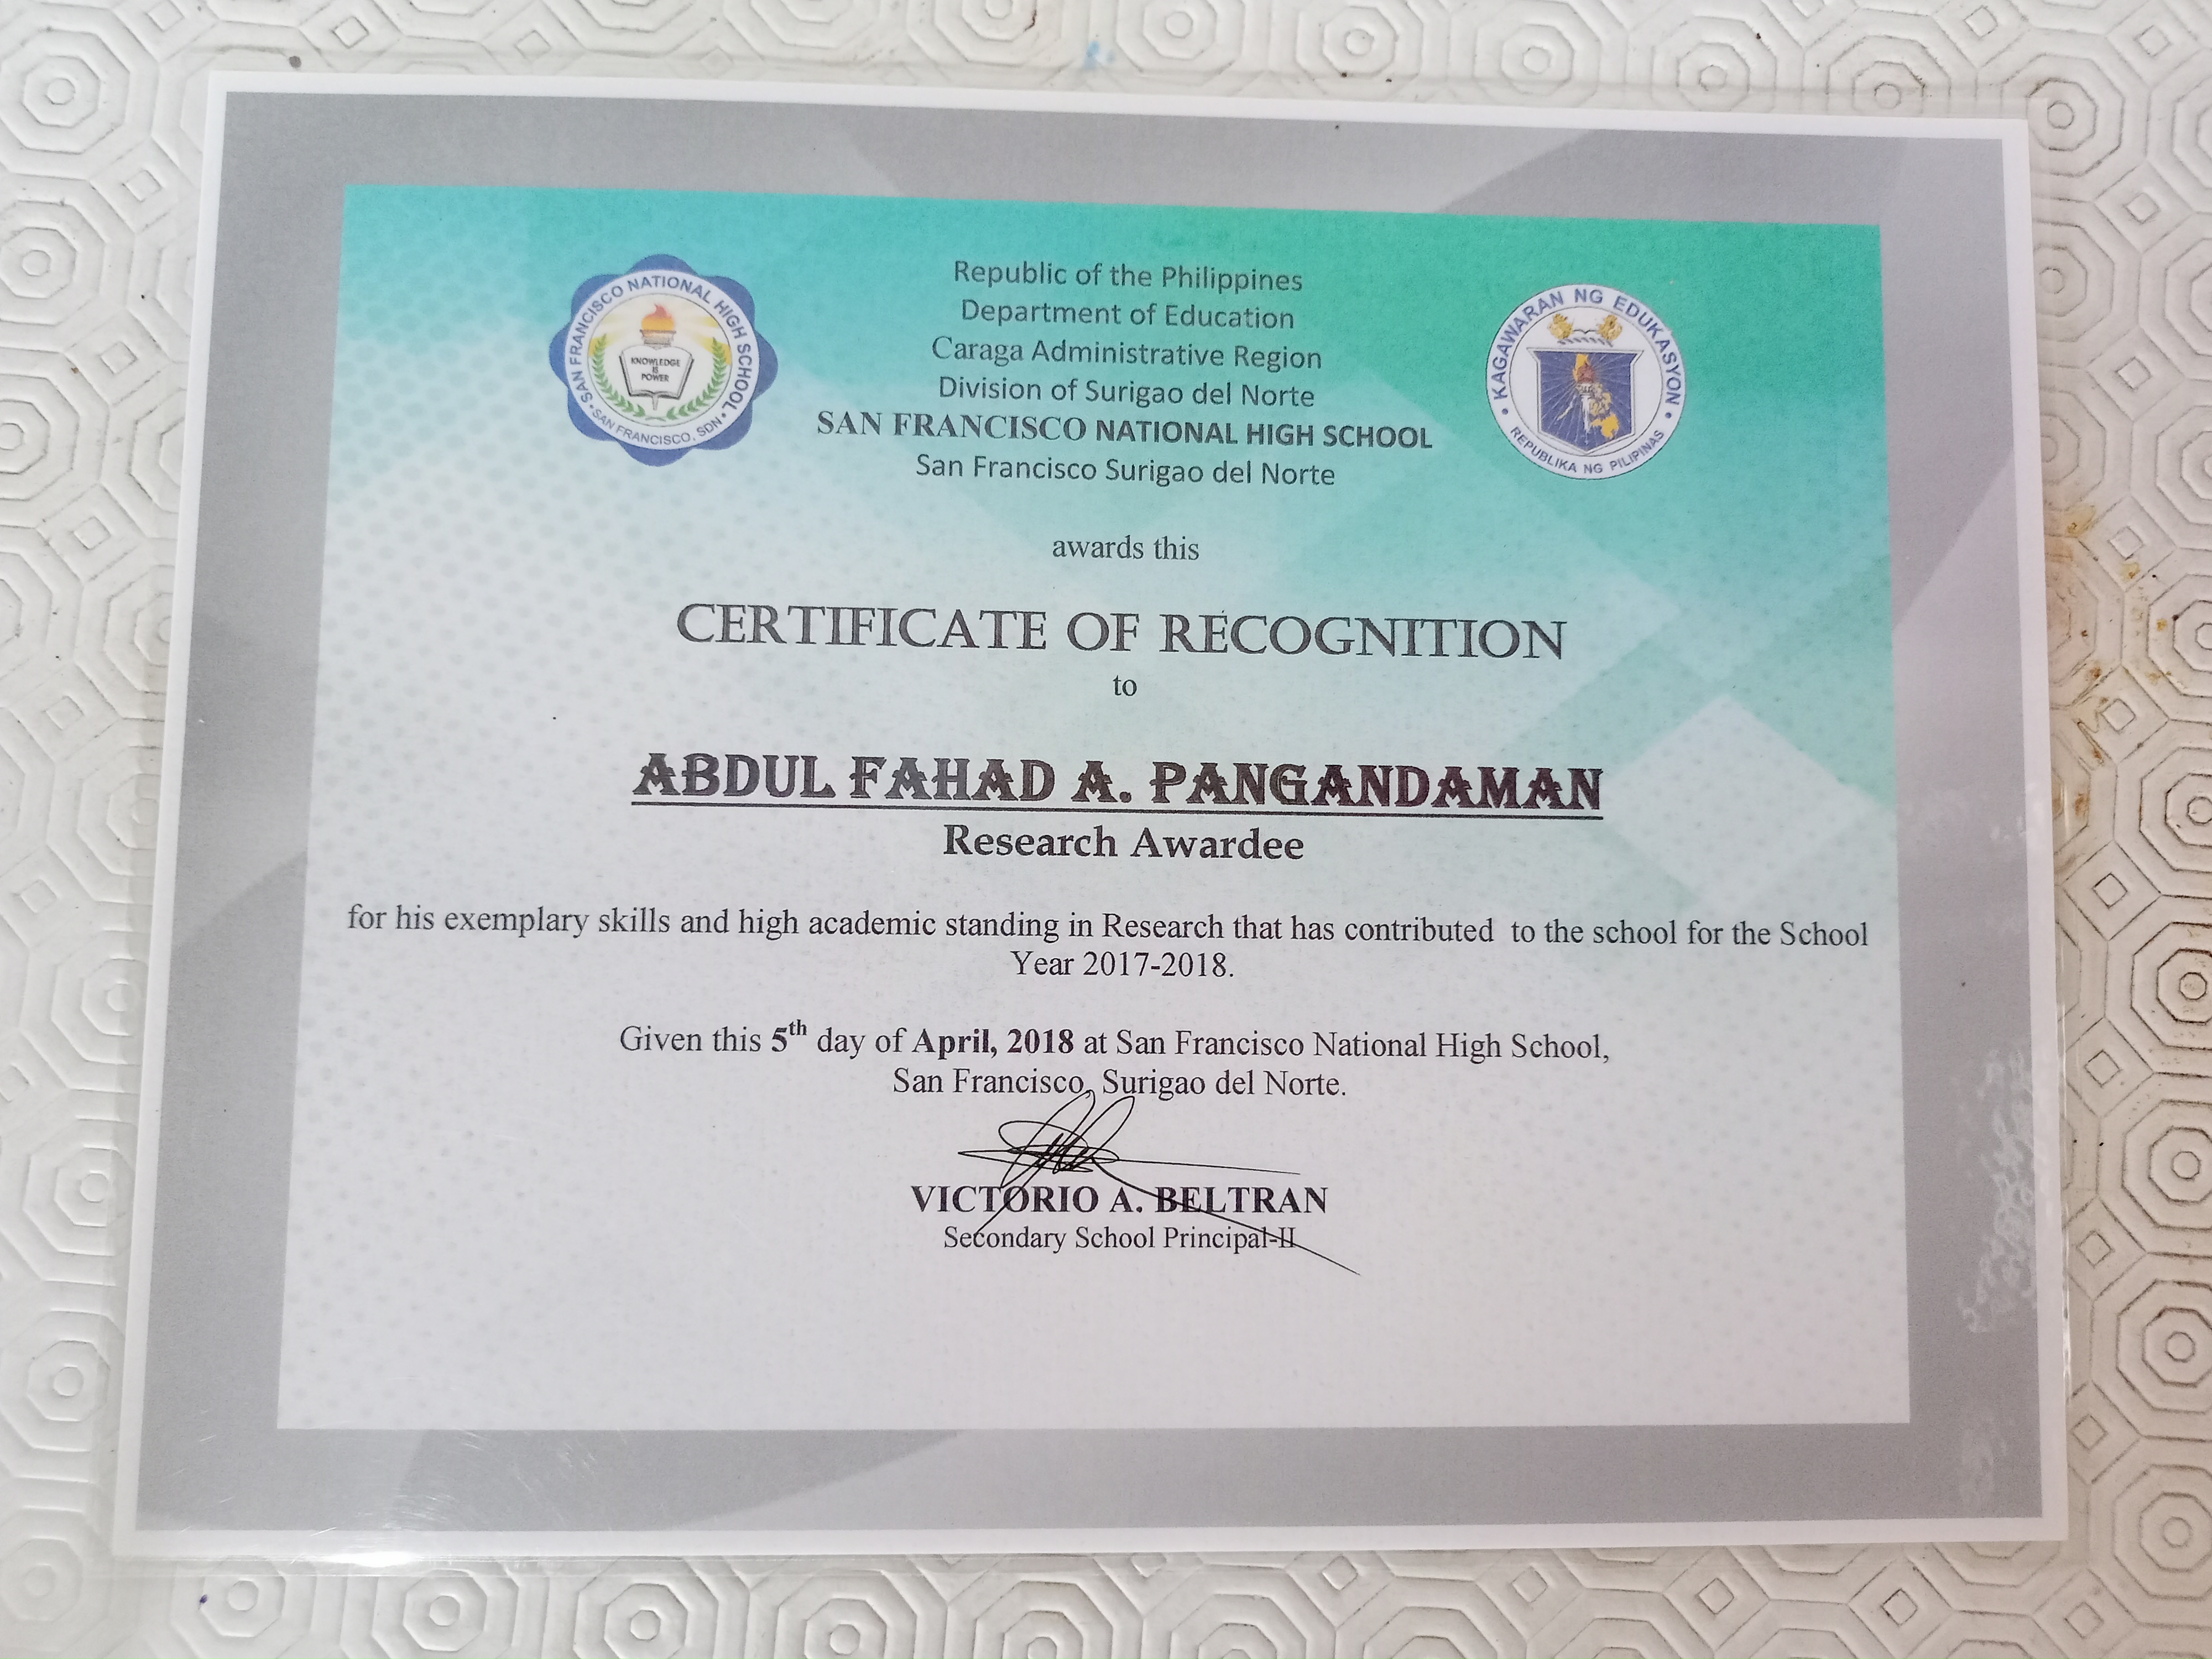 SAN FRANCISCO NATIONAL HIGH SCHOOL
KNOWLEDGE
IS
POWER
SAN FRANCISCO, SDN
Republic of the Philippines
Department of Education
Caraga Administrative Region
Division of Surigao del Norte
SAN FRANCISCO NATIONAL HIGH SCHOOL
San Francisco Surigao del Norte
KAGAWARAN NG EDUKASYON
REPUBLIKA NG PILIPINAS
awards this
CERTIFICATE OF RECOGNITION
to
ABDUL FAHAD A. PANGANDAMAN
Research Awardee
for his exemplary skills and high academic standing in Research that has contributed  to the school for the School
Year 2017-2018.
Given this 5th day of April, 2018 at San Francisco National High School,
San Francisco, Surigao del Norte.
VICTORIO A. BELTRAN
Secondary School Principal-II